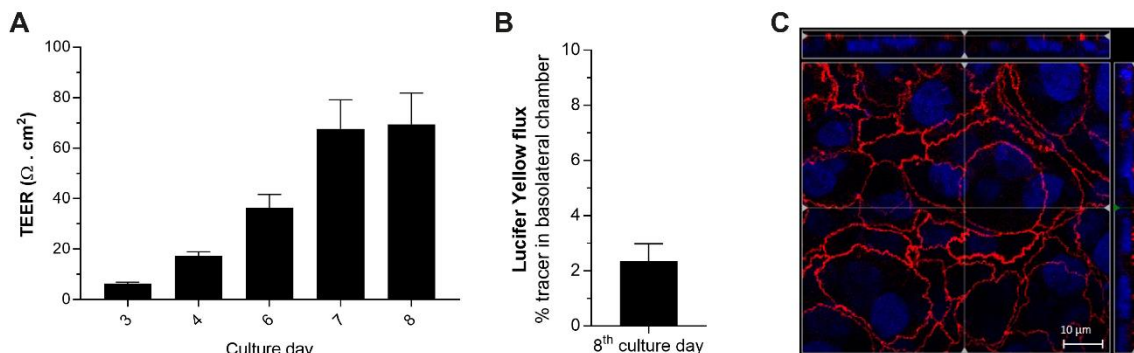 A
TEER (Ω . cm²)
100
80
60
40
20
0
3
4
6
7
8
Culture day
B
Lucifer Yellow flux
% tracer in basolateral chamber
10
8
6
4
2
0
8th culture day
C
10 µm